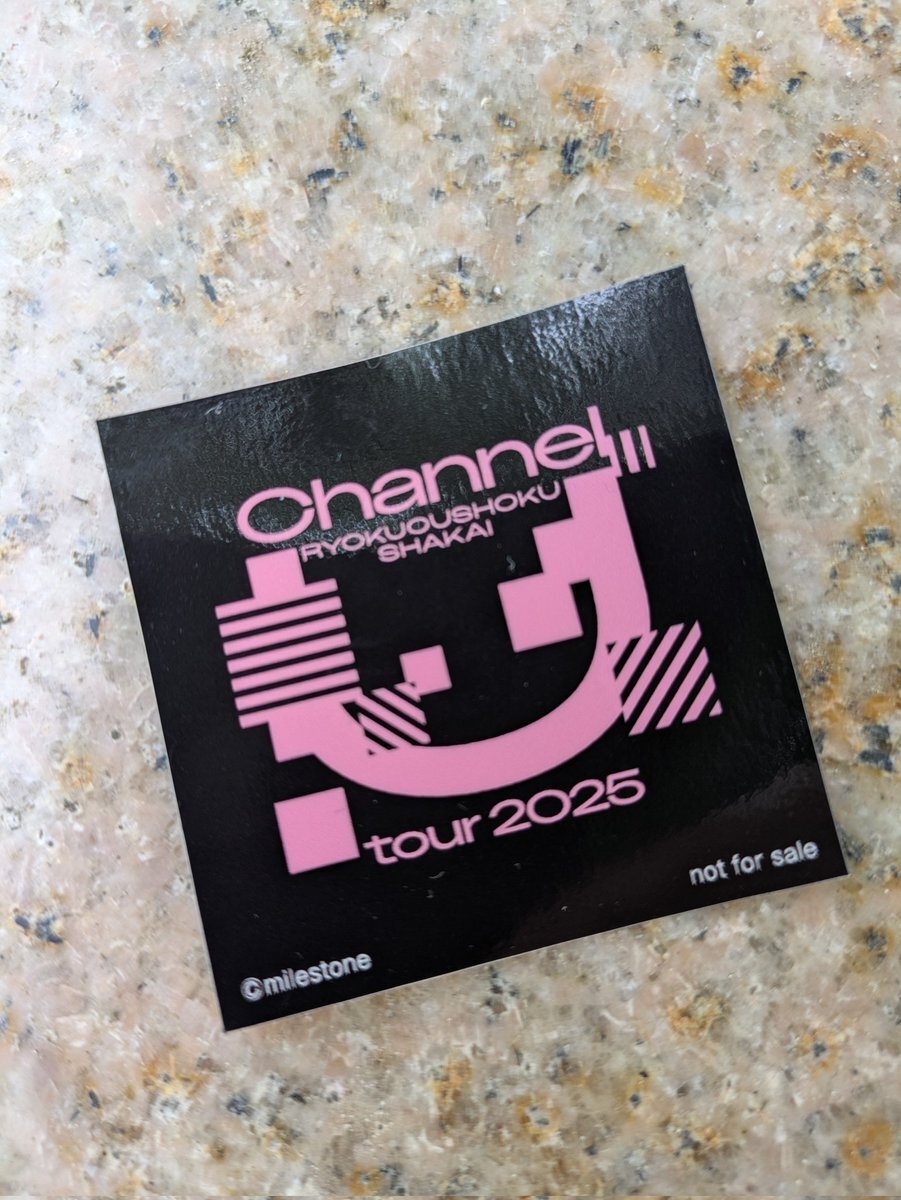 Channel
RYOKUOUSHOKU
SHAKAI
U
tour 2025
not for sale
©milestone